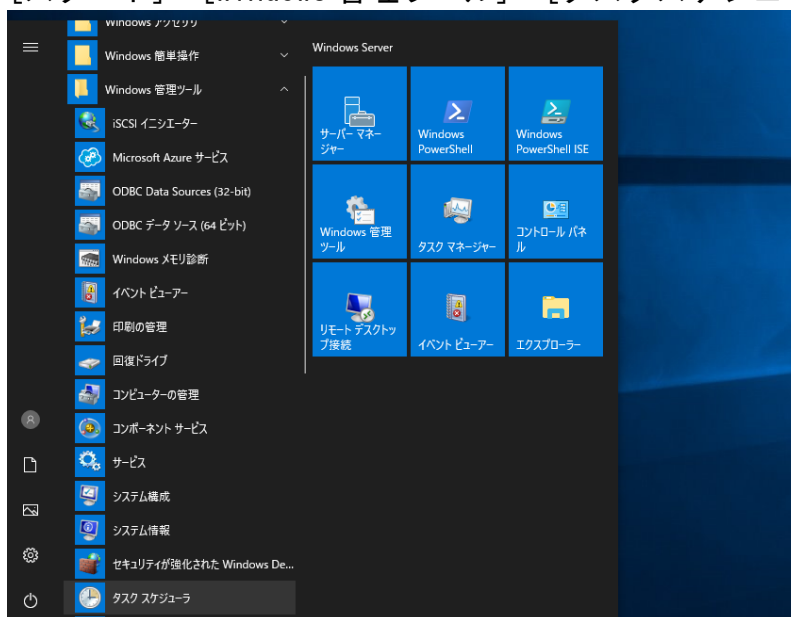 Windows アクセサリ
Windows 簡単操作
Windows 管理ツール
iSCSI イニシエーター
Microsoft Azure サービス
ODBC Data Sources (32-bit)
ODBC データ ソース (64 ビット)
Windows メモリ診断
イベント ビューアー
印刷の管理
回復ドライブ
コンピューターの管理
コンポーネント サービス
サービス
システム構成
システム情報
セキュリティが強化された Windows De...
タスク スケジューラ
Windows Server
サーバー マネー
ジャー
Windows
PowerShell
Windows
PowerShell ISE
Windows 管理
ツール
タスク マネージャー
コントロール パネ
ル
リモート デスクトッ
プ接続
イベント ビューアー
エクスプローラー